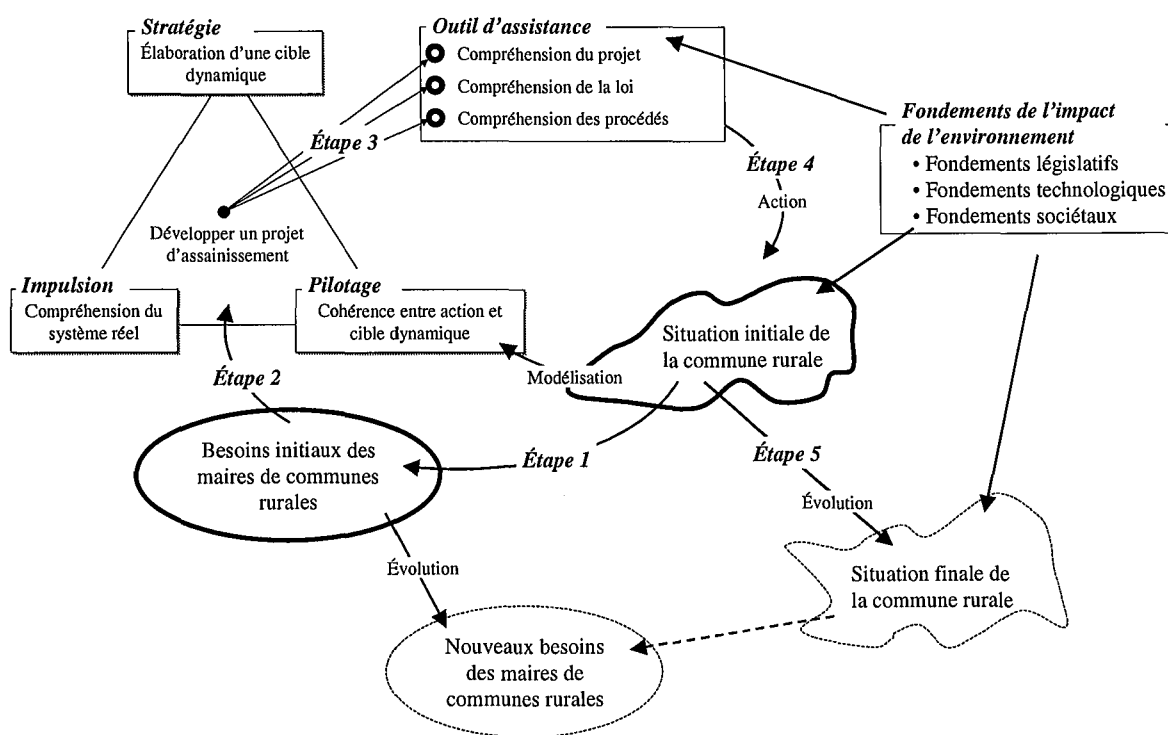 Stratégie
Élaboration d'une cible
dynamique
Outil d'assistance
Compréhension du projet
Compréhension de la loi
Compréhension des procédés
Fondements de l'impact
de l'environnement
• Fondements législatifs
• Fondements technologiques
• Fondements sociétaux
Étape 3
Étape 4
Action
Développer un projet
d'assainissement
Impulsion
Compréhension du
système réel
Pilotage
Cohérence entre action et
cible dynamique
Situation initiale de
la commune rurale
Modélisation
Étape 2
Étape 1
Étape 5
Besoins initiaux des
maires de communes
rurales
Évolution
Évolution
Situation finale de
la commune rurale
Nouveaux besoins
des maires de
communes rurales